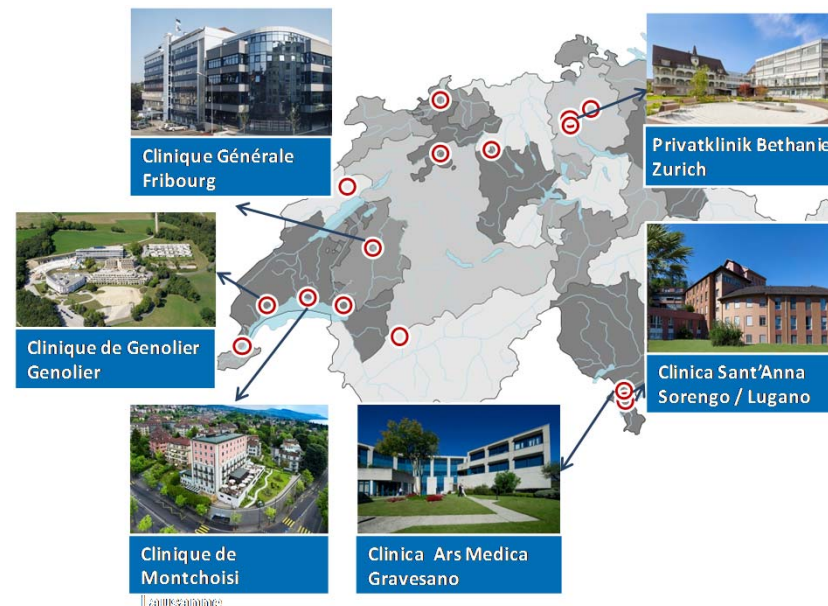 Clinique Générale
Fribourg
Privatklinik Bethanien
Zurich
Clinique de Genolier
Genolier
Clinica Sant'Anna
Sorengo / Lugano
Clinique de
Montchoisi
Lausanne
Clinica Ars Medica
Gravesano